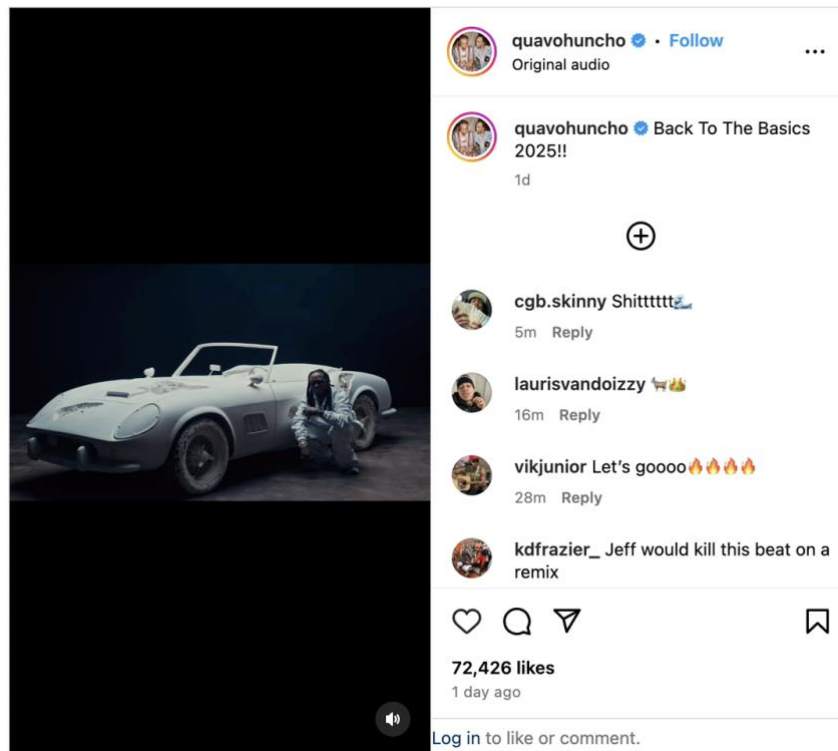 quavohuncho • Follow
Original audio
quavohuncho Back To The Basics
2025!!
1d
cgb.skinny Shitttttt🌊
5m Reply
laurisvandoizzy 🐐👑
16m Reply
vikjunior Let’s goooo🔥🔥🔥🔥
28m Reply
kdfrazier_ Jeff would kill this beat on a
remix
72,426 likes
1 day ago
Log in to like or comment.